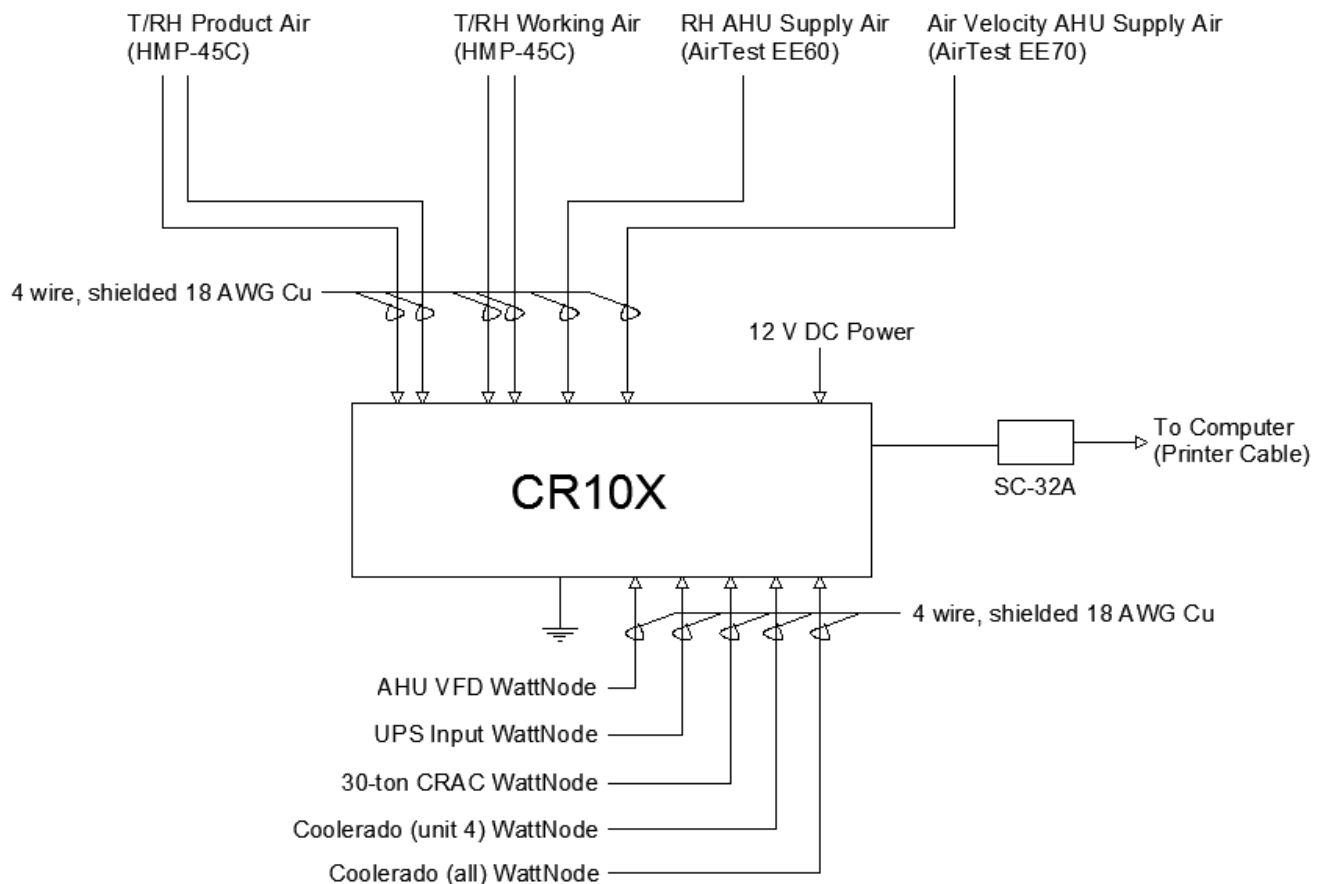 T/RH Product Air
(HMP-45C)
T/RH Working Air
(HMP-45C)
RH AHU Supply Air
(AirTest EE60)
Air Velocity AHU Supply Air
(AirTest EE70)
4 wire, shielded 18 AWG Cu
12 V DC Power
CR10X
To Computer
(Printer Cable)
SC-32A
4 wire, shielded 18 AWG Cu
AHU VFD WattNode
UPS Input WattNode
30-ton CRAC WattNode
Coolerado (unit 4) WattNode
Coolerado (all) WattNode